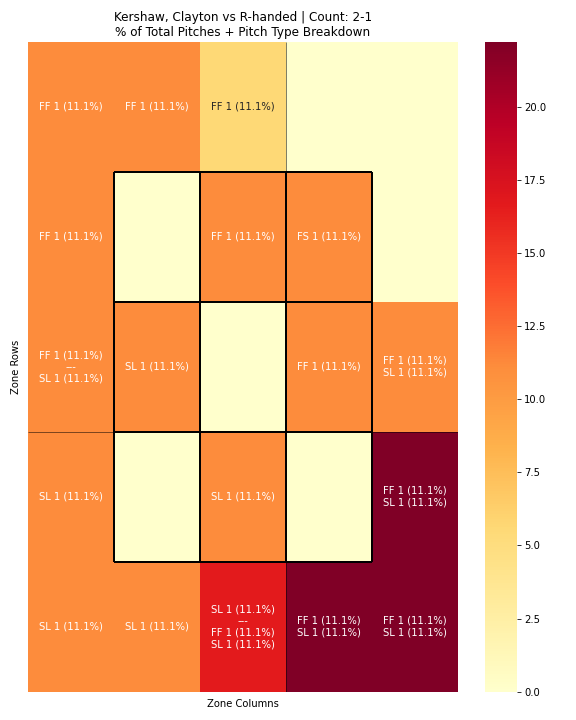 Kershaw, Clayton vs R-handed | Count: 2-1
% of Total Pitches + Pitch Type Breakdown
FF 1 (11.1%)
FF 1 (11.1%)
FF 1 (11.1%)
FF 1 (11.1%)
FF 1 (11.1%)
FS 1 (11.1%)
FF 1 (11.1%)
---
SL 1 (11.1%)
SL 1 (11.1%)
FF 1 (11.1%)
FF 1 (11.1%)
SL 1 (11.1%)
SL 1 (11.1%)
SL 1 (11.1%)
FF 1 (11.1%)
SL 1 (11.1%)
SL 1 (11.1%)
SL 1 (11.1%)
SL 1 (11.1%)
---
FF 1 (11.1%)
SL 1 (11.1%)
FF 1 (11.1%)
SL 1 (11.1%)
FF 1 (11.1%)
SL 1 (11.1%)
Zone Rows
Zone Columns
20.0
17.5
15.0
12.5
10.0
7.5
5.0
2.5
0.0